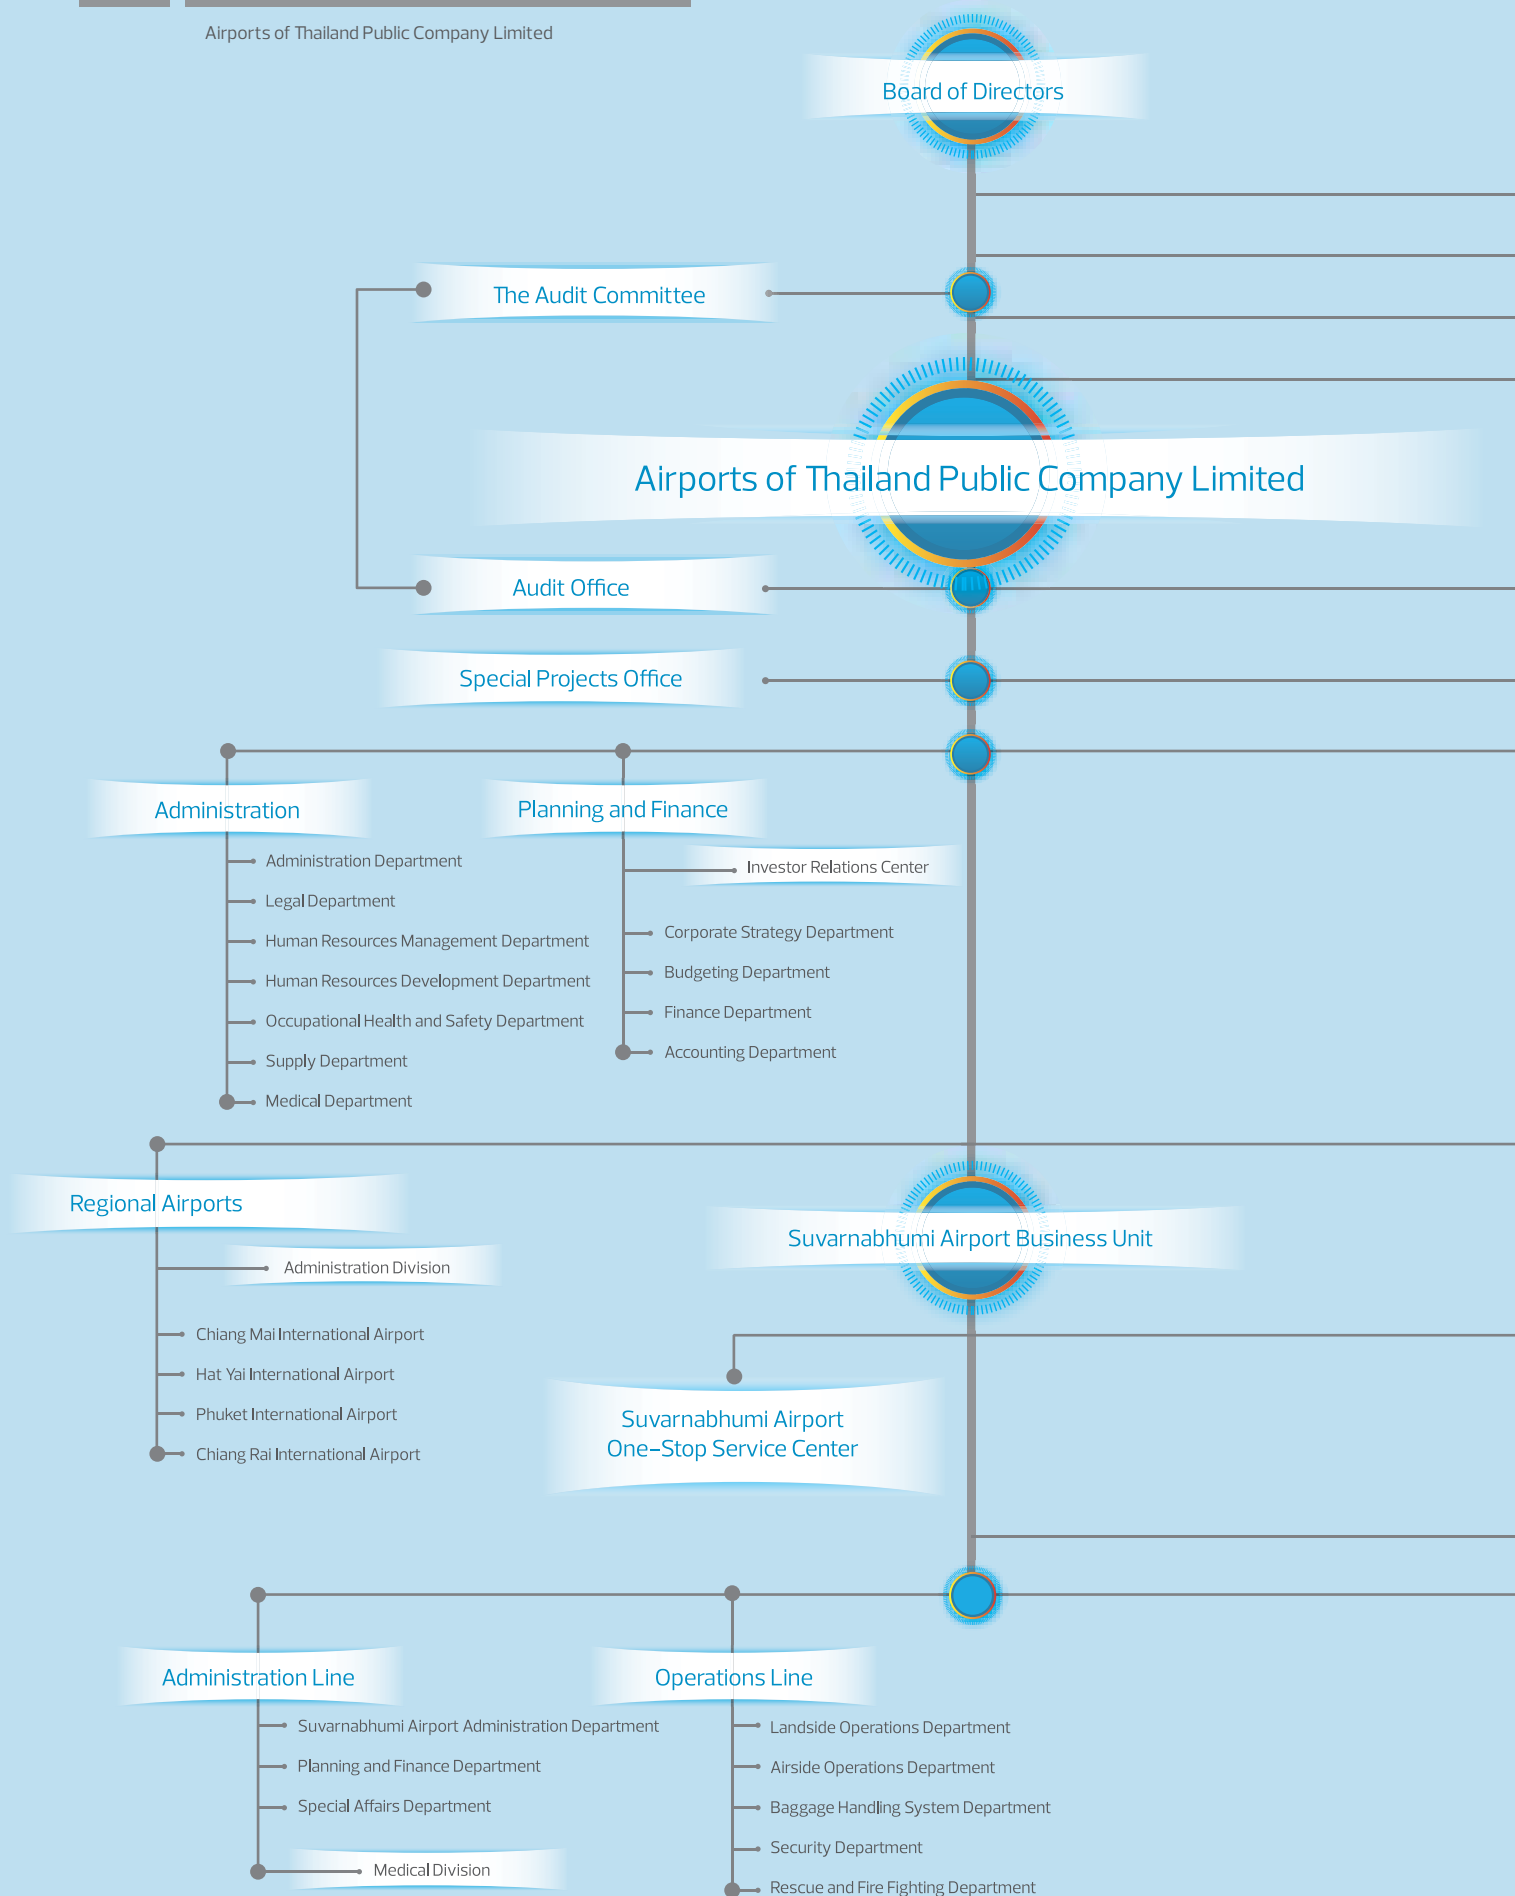 Airports of Thailand Public Company Limited
Board of Directors
The Audit Committee
Airports of Thailand Public Company Limited
Audit Office
Special Projects Office
Administration
Administration Department
Legal Department
Human Resources Management Department
Human Resources Development Department
Occupational Health and Safety Department
Supply Department
Medical Department
Planning and Finance
Investor Relations Center
Corporate Strategy Department
Budgeting Department
Finance Department
Accounting Department
Regional Airports
Administration Division
Chiang Mai International Airport
Hat Yai International Airport
Phuket International Airport
Chiang Rai International Airport
Suvarnabhumi Airport Business Unit
Suvarnabhumi Airport
One-Stop Service Center
Administration Line
Suvarnabhumi Airport Administration Department
Planning and Finance Department
Special Affairs Department
Medical Division
Operations Line
Landside Operations Department
Airside Operations Department
Baggage Handling System Department
Security Department
Rescue and Fire Fighting Department